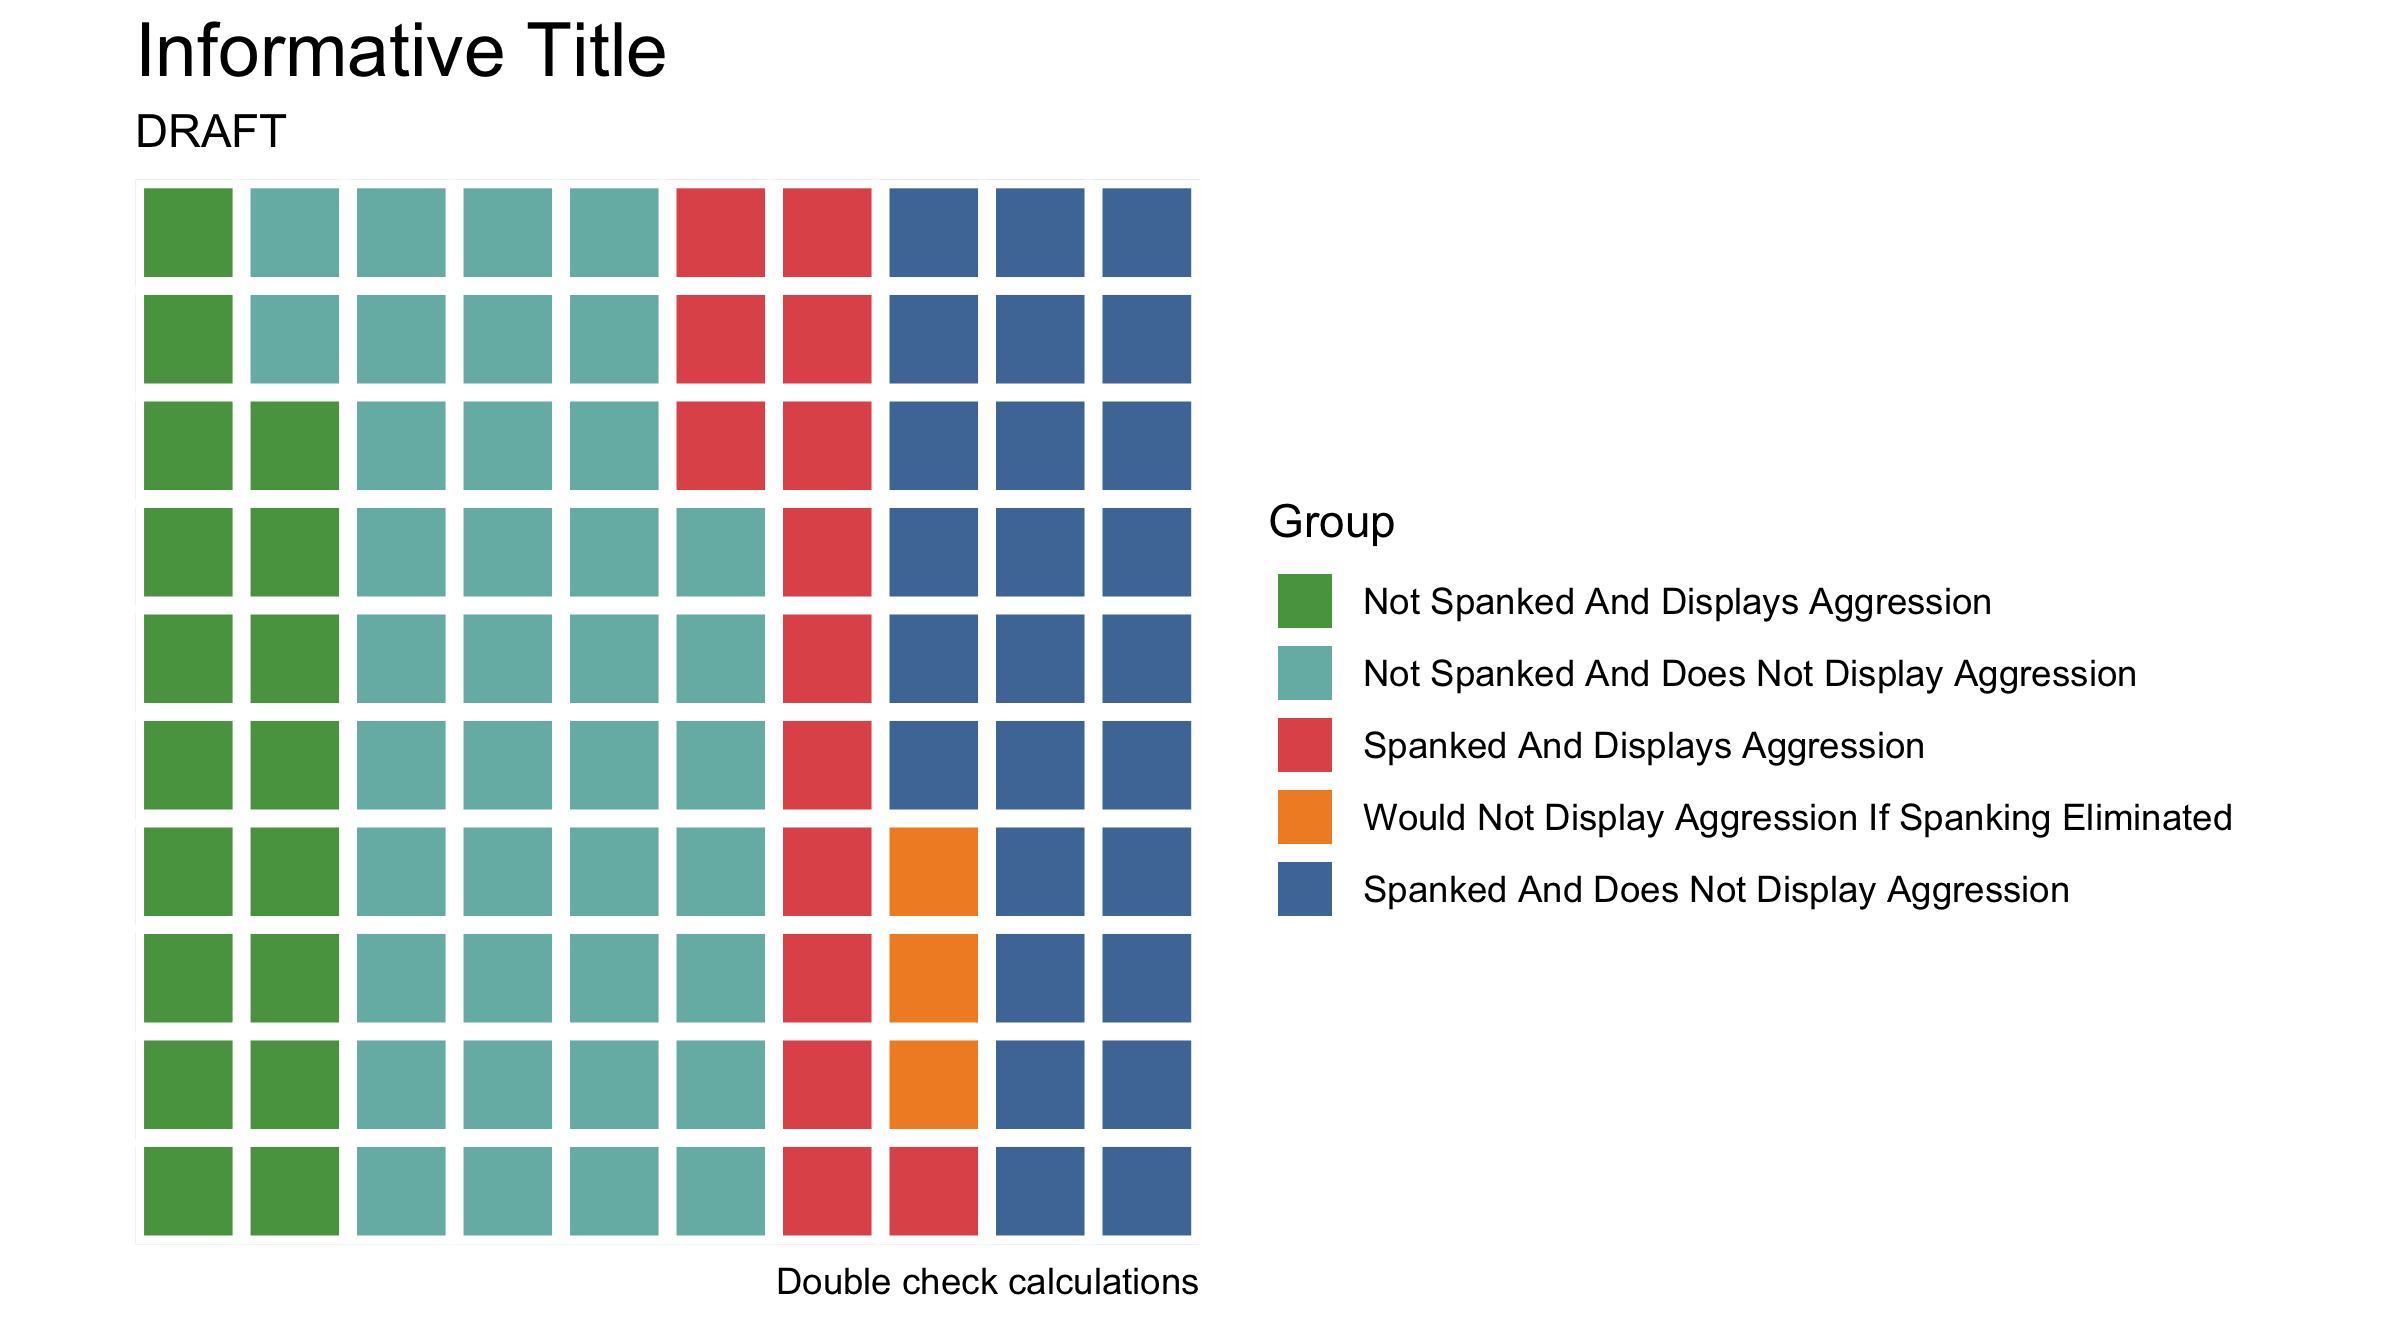 Informative Title
DRAFT
Group
Not Spanked And Displays Aggression
Not Spanked And Does Not Display Aggression
Spanked And Displays Aggression
Would Not Display Aggression If Spanking Eliminated
Spanked And Does Not Display Aggression
Double check calculations